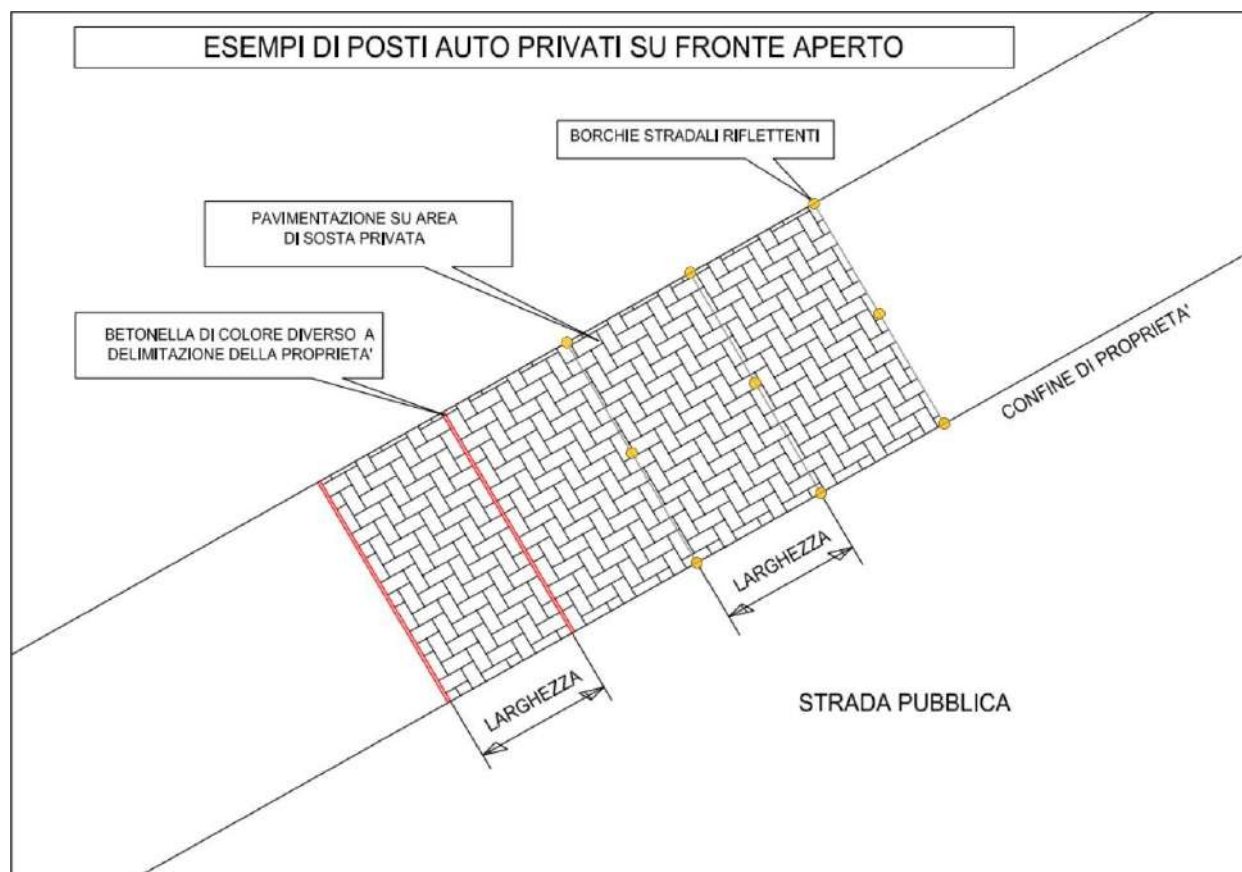 ESEMPI DI POSTI AUTO PRIVATI SU FRONTE APERTO
BORCHIE STRADALI RIFLETTENTI
PAVIMENTAZIONE SU AREA
DI SOSTA PRIVATA
BETONELLA DI COLORE DIVERSO A
DELIMITAZIONE DELLA PROPRIETA'
CONFINE DI PROPRIETA'
LARGHEZZA
LARGHEZZA
STRADA PUBBLICA